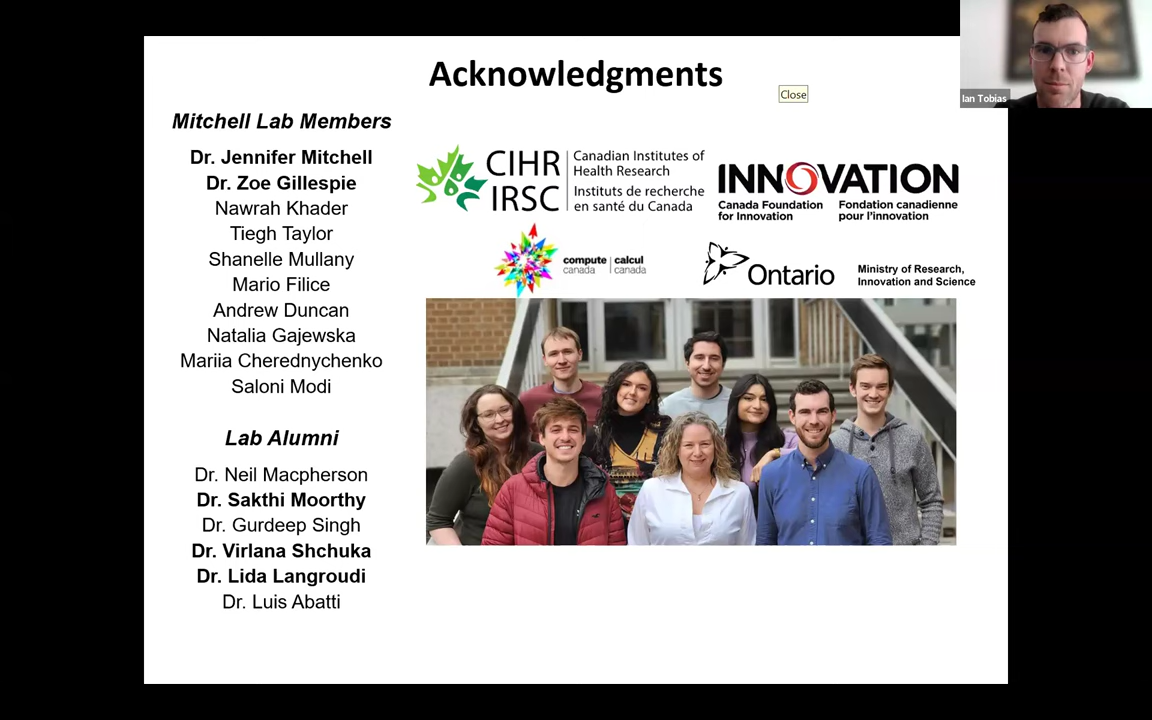 Acknowledgments
Close
Ian Tobias
Mitchell Lab Members
Dr. Jennifer Mitchell
Dr. Zoe Gillespie
Nawrah Khader
Tiegh Taylor
Shanelle Mullany
Mario Filice
Andrew Duncan
Natalia Gajewska
Mariia Cherednychenko
Saloni Modi
Lab Alumni
Dr. Neil Macpherson
Dr. Sakthi Moorthy
Dr. Gurdeep Singh
Dr. Virlana Shchuka
Dr. Lida Langroudi
Dr. Luis Abatti
CIHR
IRSC
Canadian Institutes of
Health Research
Instituts de recherche
en santé du Canada
INNOVATION
Canada Foundation
for Innovation
Fondation canadienne
pour l'innovation
compute | calcul
canada | canada
Ontario
Ministry of Research,
Innovation and Science